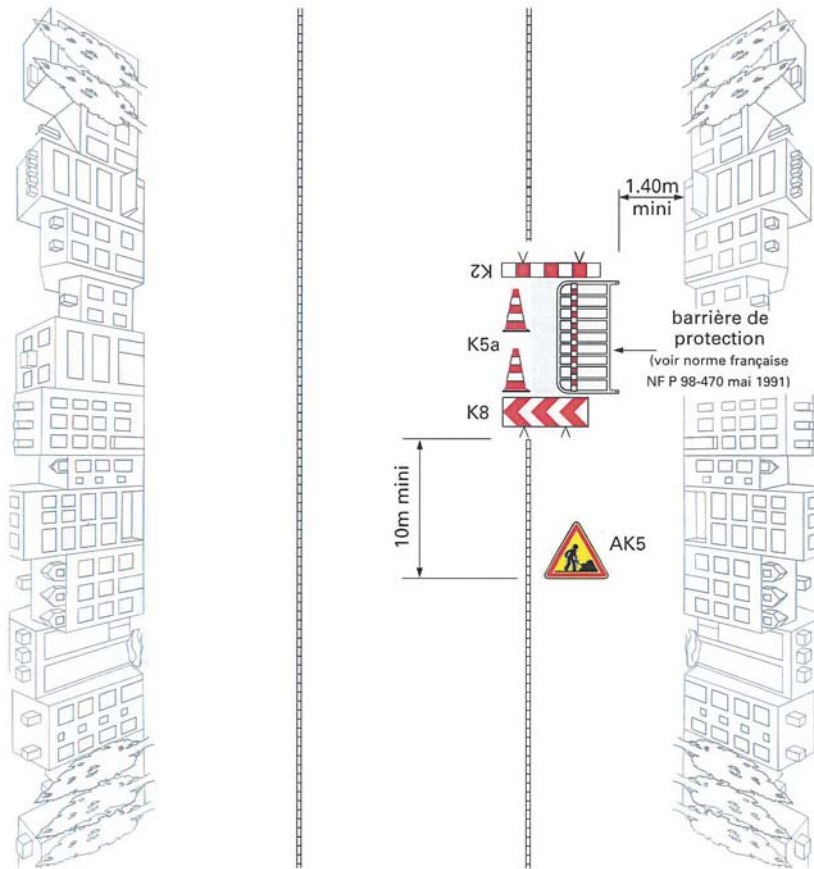 1.40m
mini
K2
K5a
barrière de
protection
(voir norme française
NF P 98-470 mai 1991)
K8
10m mini
AK5